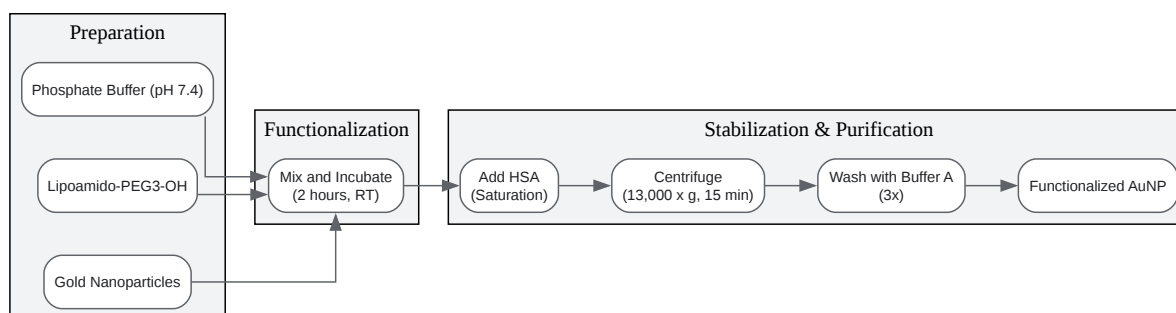 Preparation
Phosphate Buffer (pH 7.4)
Lipoamido-PEG3-OH
Gold Nanoparticles
Functionalization
Mix and Incubate
(2 hours, RT)
Stabilization & Purification
Add HSA
(Saturation)
Centrifuge
(13,000 x g, 15 min)
Wash with Buffer A
(3x)
Functionalized AuNP